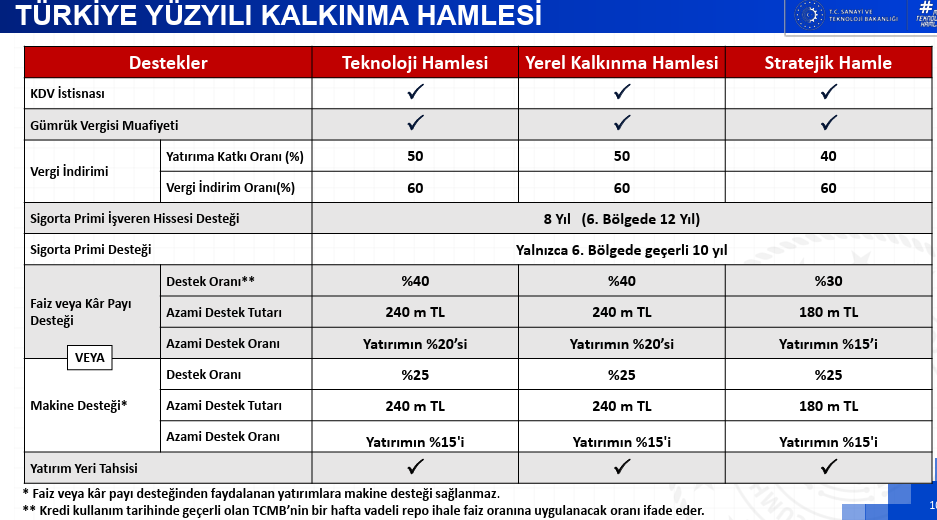 TÜRKİYE YÜZYILI KALKINMA HAMLESİ
T.C. SANAYİ VE
TEKNOLOJİ BAKANLIĞI
#
Destekler Teknoloji Hamlesi Yerel Kalkınma Hamlesi Stratejik Hamle
KDV İstisnası ✓ ✓ ✓
Gümrük Vergisi Muafiyeti ✓ ✓ ✓
Vergi İndirimi
Yatırıma Katkı Oranı (%) 50 50 40
Vergi İndirim Oranı(%) 60 60 60
Sigorta Primi İşveren Hissesi Desteği 8 Yıl (6. Bölgede 12 Yıl)
Sigorta Primi Desteği Yalnızca 6. Bölgede geçerli 10 yıl
Faiz veya Kâr Payı
Desteği
Destek Oranı** %40 %40 %30
Azami Destek Tutarı 240 m TL 240 m TL 180 m TL
Azami Destek Oranı Yatırımın %20’si Yatırımın %20’si Yatırımın %15’i
VEYA
Makine Desteği*
Destek Oranı %25 %25 %25
Azami Destek Tutarı 240 m TL 240 m TL 180 m TL
Azami Destek Oranı Yatırımın %15'i Yatırımın %15'i Yatırımın %15'i
Yatırım Yeri Tahsisi ✓ ✓ ✓
* Faiz veya kâr payı desteğinden faydalanan yatırımlara makine desteği sağlanmaz.
** Kredi kullanım tarihinde geçerli olan TCMB’nin bir hafta vadeli repo ihale faiz oranına uygulanacak oranı ifade eder.